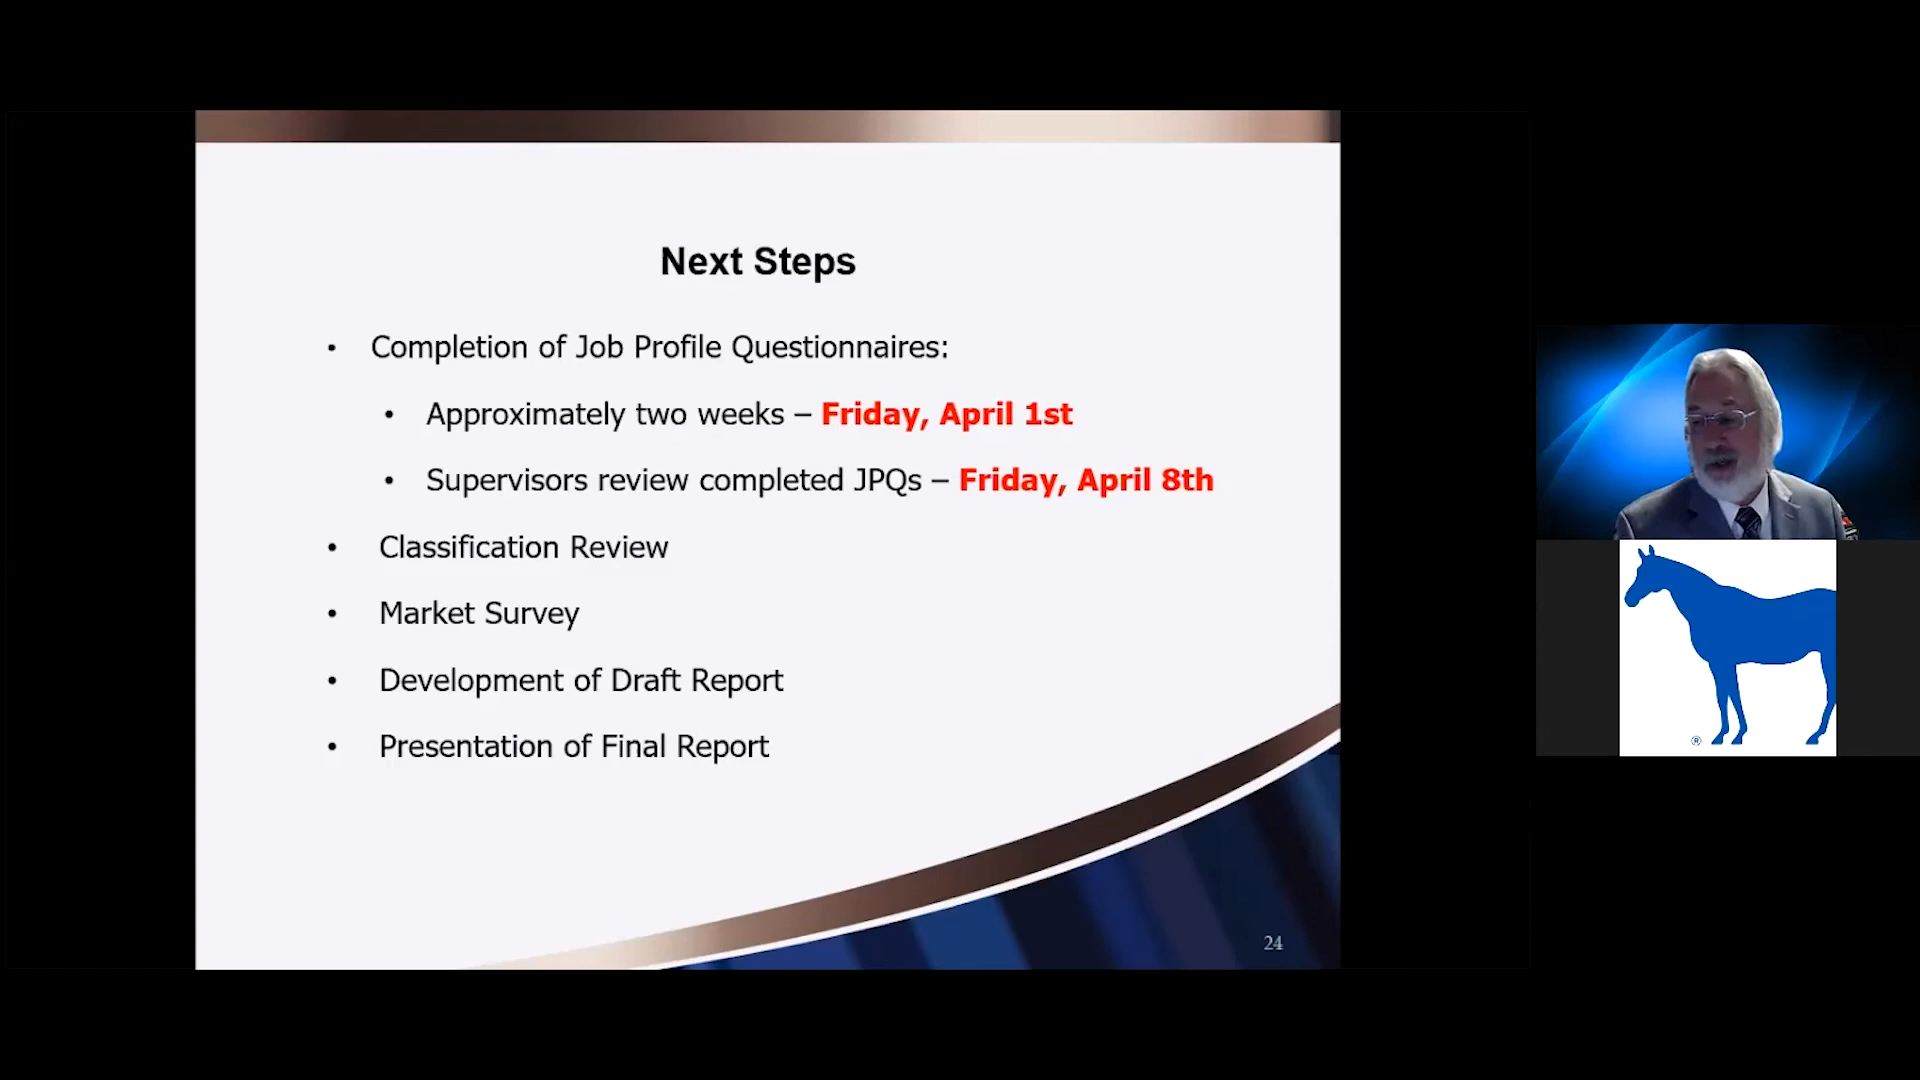 Next Steps
• Completion of Job Profile Questionnaires:
• Approximately two weeks – Friday, April 1st
• Supervisors review completed JPQs – Friday, April 8th
• Classification Review
• Market Survey
• Development of Draft Report
• Presentation of Final Report
24
®